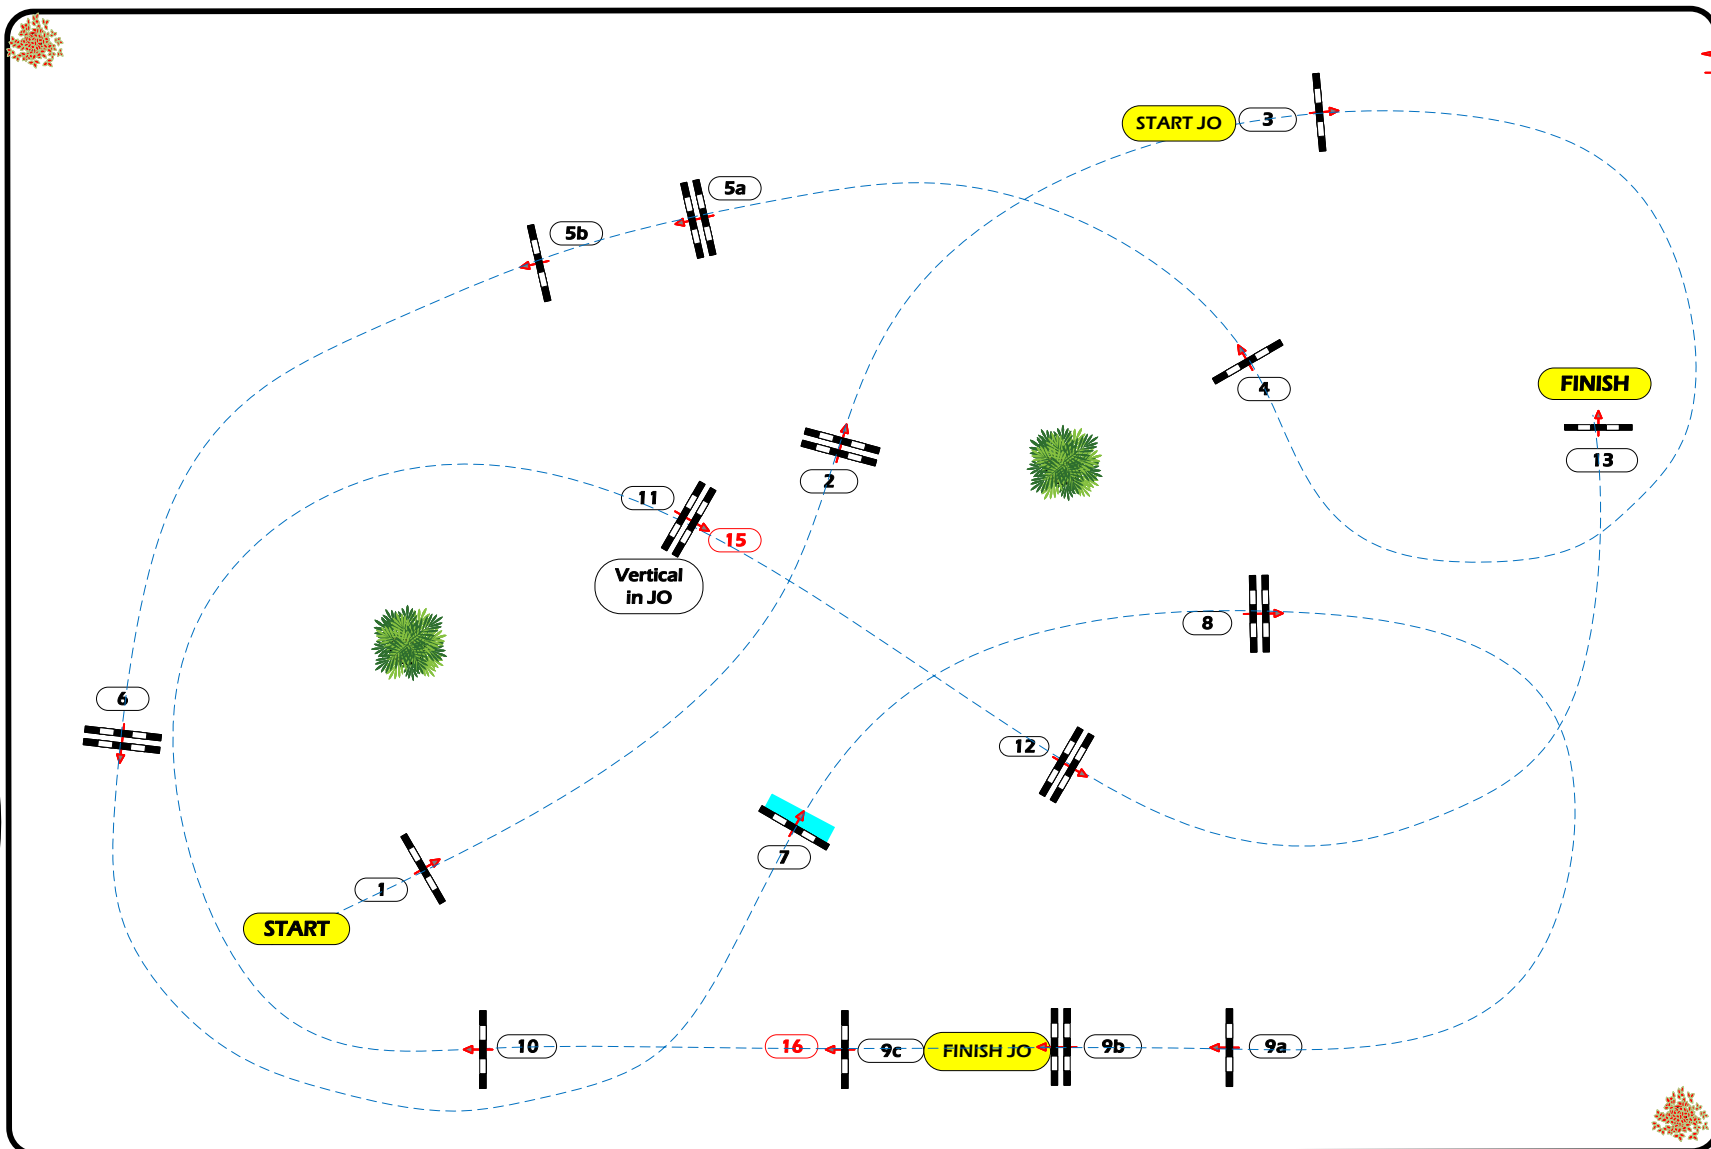 START JO
3
5a
5b
4
FINISH
13
2
11
15
Vertical
in JO
8
6
12
7
1
START
10
16
9c
FINISH JO
9b
9a